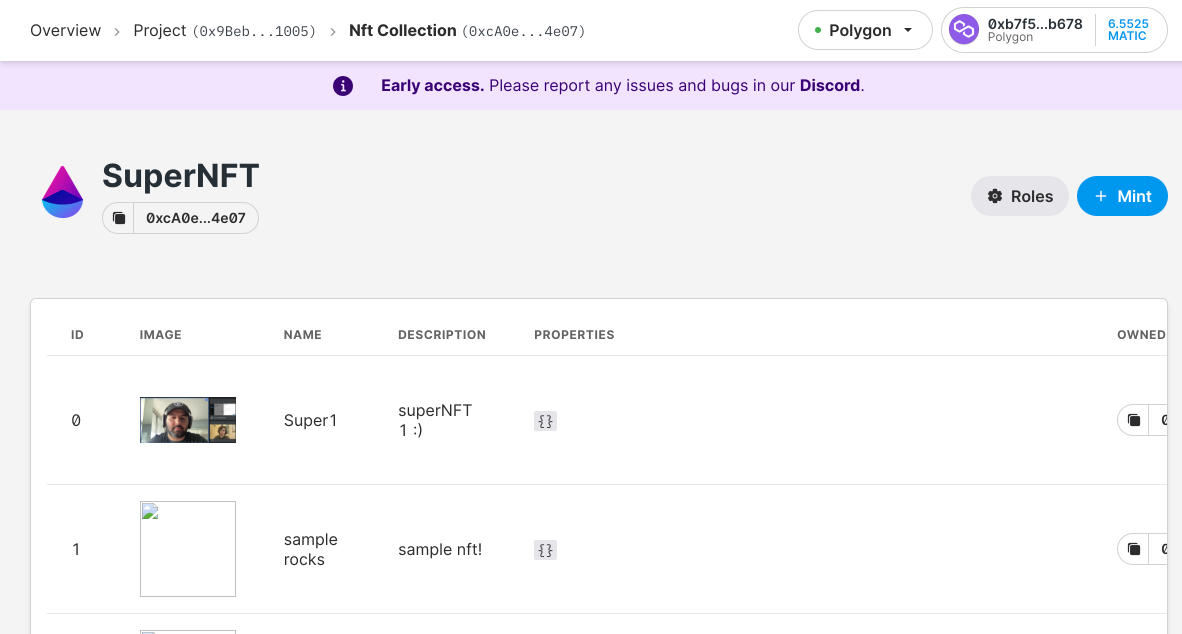 Overview > Project (0x9Beb...1005) > Nft Collection (0xcA0e...4e07)
Polygon
0xb7f5...b678
Polygon
6.5525
MATIC
Early access. Please report any issues and bugs in our Discord.
SuperNFT
0xcA0e...4e07
Roles
+ Mint
ID IMAGE NAME DESCRIPTION PROPERTIES OWNED
0 Super1 superNFT
1 :)
{}
1 sample
rocks
sample nft! {}